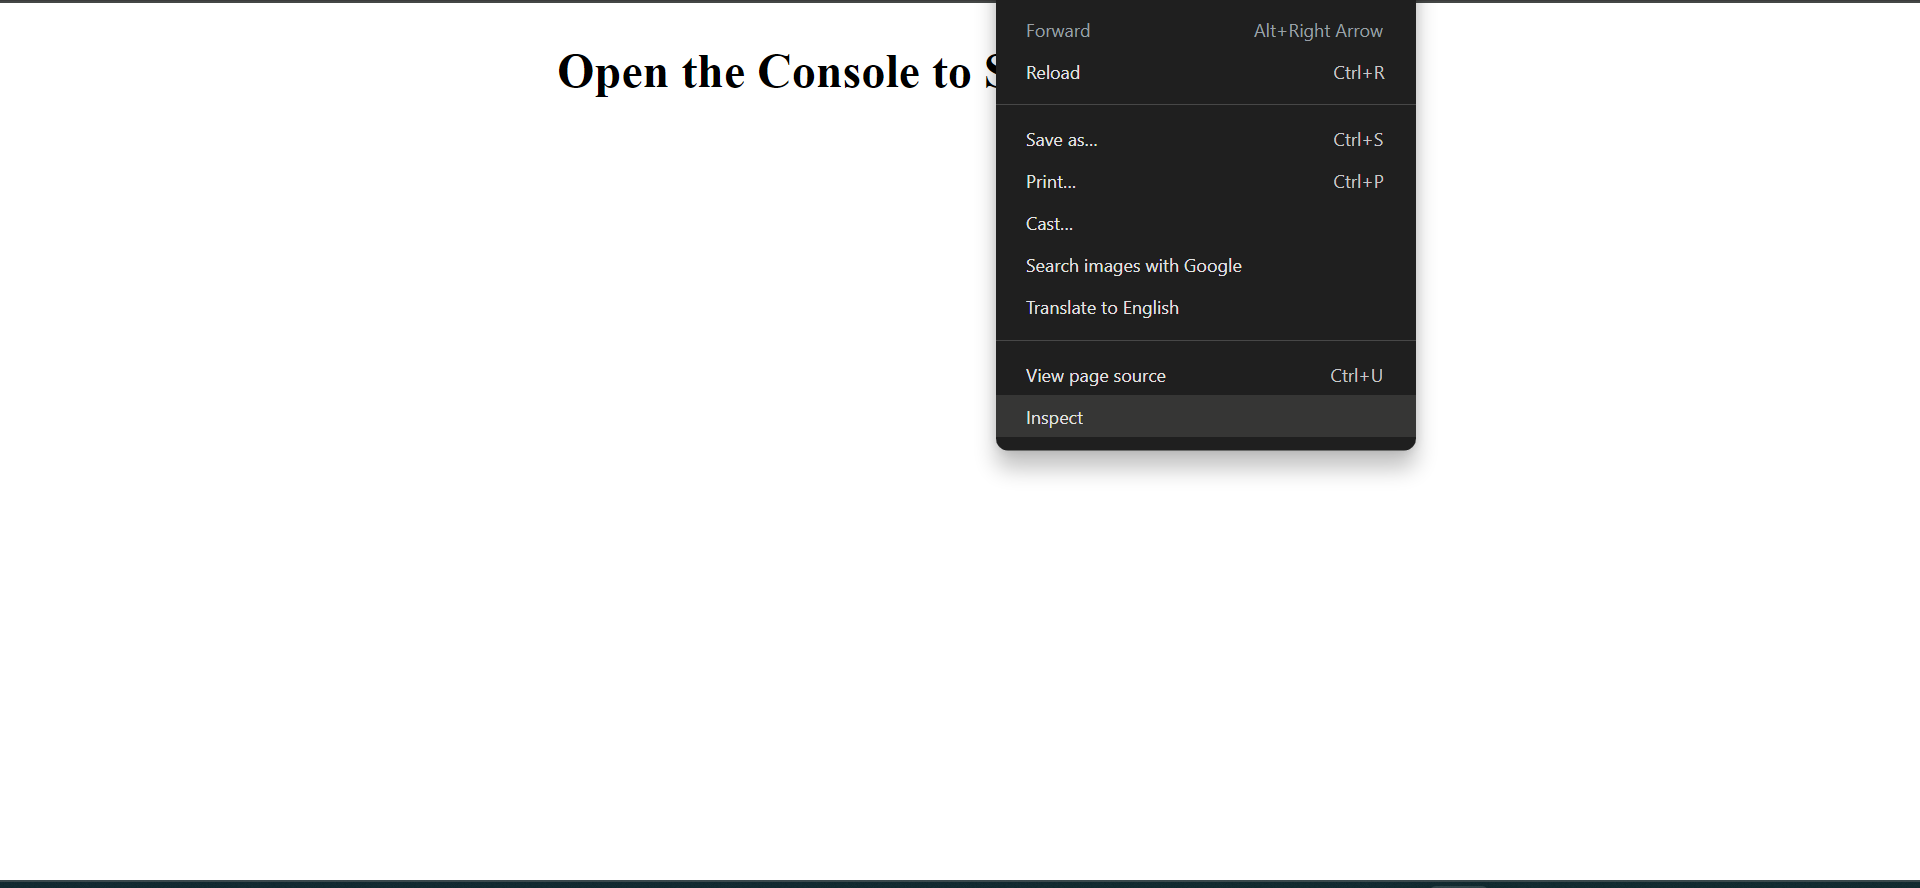 Open the Console to
Forward Alt+Right Arrow
Reload Ctrl+R
Save as... Ctrl+S
Print... Ctrl+P
Cast...
Search images with Google
Translate to English
View page source Ctrl+U
Inspect